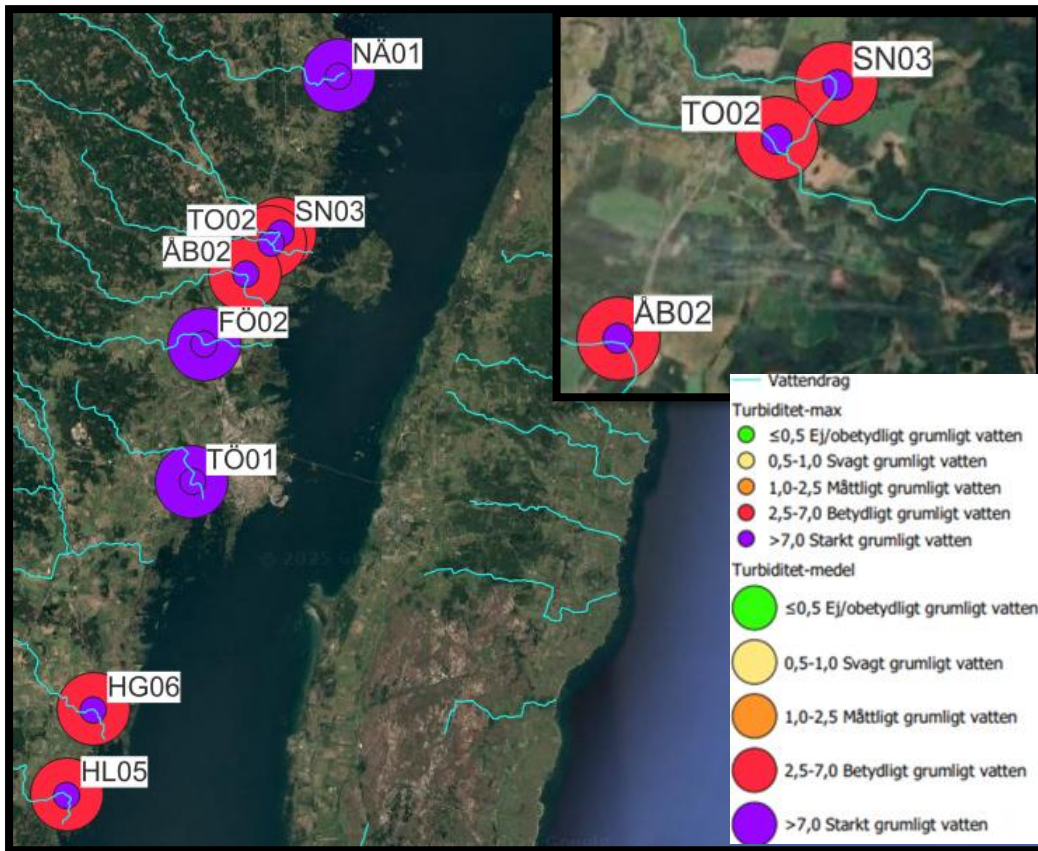 NÄ01
SN03
TO02
ÅB02
FÖ02
TÖ01
HG06
HL05
SN03
TO02
ÅB02
Vattendrag
Turbiditet-max
≤0,5 Ej/obetydligt grumligt vatten
0,5-1,0 Svagt grumligt vatten
1,0-2,5 Måttligt grumligt vatten
2,5-7,0 Betydligt grumligt vatten
>7,0 Starkt grumligt vatten
Turbiditet-medel
≤0,5 Ej/obetydligt grumligt vatten
0,5-1,0 Svagt grumligt vatten
1,0-2,5 Måttligt grumligt vatten
2,5-7,0 Betydligt grumligt vatten
>7,0 Starkt grumligt vatten
© 2025